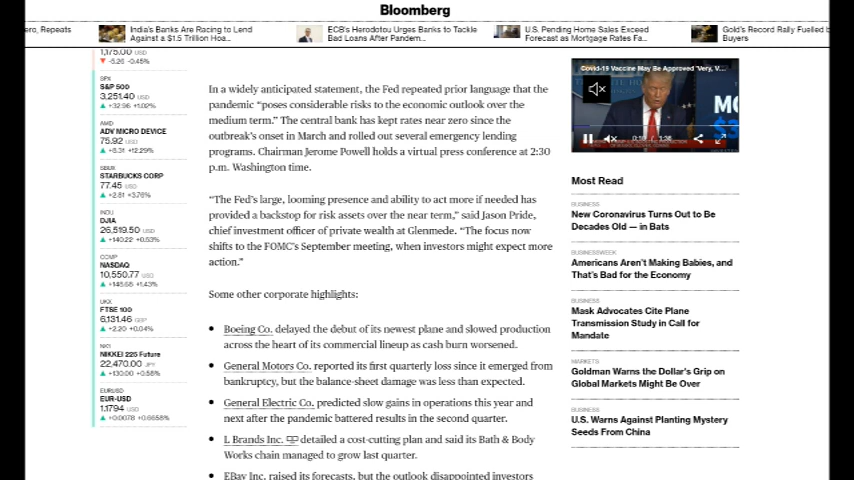 Bloomberg
ero, Repeats
India's Banks Are Racing to Lend
Against a $1.5 Trillion Hoa...
ECB's Herodotou Urges Banks to Tackle
Bad Loans After Pandem...
U.S. Pending Home Sales Exceed
Forecast as Mortgage Rates Fa...
Gold's Record Rally Fuelled b
Buyers
1,175.00 USD
-5.26 -0.45%
SPX
S&P 500
3,251.40 USD
+32.96 +1.02%
AMD
ADV MICRO DEVICE
75.92 USD
+8.31 +12.29%
SBUX
STARBUCKS CORP
77.45 USD
+2.81 +3.76%
INDU
DJIA
26,519.50 USD
+140.22 +0.53%
CCMP
NASDAQ
10,550.77 USD
+148.68 +1.43%
UKX
FTSE 100
6,131.46 GBP
+2.20 +0.04%
NK1
NIKKEI 225 Future
22,470.00 JPY
+130.00 +0.58%
EURUSD
EUR-USD
1.1794 USD
+0.0078 +0.6658%
In a widely anticipated statement, the Fed repeated prior language that the
pandemic “poses considerable risks to the economic outlook over the
medium term.” The central bank has kept rates near zero since the
outbreak’s onset in March and rolled out several emergency lending
programs. Chairman Jerome Powell holds a virtual press conference at 2:30
p.m. Washington time.
“The Fed’s large, looming presence and ability to act more if needed has
provided a backstop for risk assets over the near term,” said Jason Pride,
chief investment officer of private wealth at Glenmede. “The focus now
shifts to the FOMC’s September meeting, when investors might expect more
action.”
Some other corporate highlights:
• Boeing Co. delayed the debut of its newest plane and slowed production
across the heart of its commercial lineup as cash burn worsened.
• General Motors Co. reported its first quarterly loss since it emerged from
bankruptcy, but the balance-sheet damage was less than expected.
• General Electric Co. predicted slow gains in operations this year and
next after the pandemic battered results in the second quarter.
• L Brands Inc. detailed a cost-cutting plan and said its Bath & Body
Works chain managed to grow last quarter.
• EBay Inc. raised its forecasts, but the outlook disappointed investors
Covid-19 Vaccine May Be Approved 'Very, V...
Most Read
BUSINESS
New Coronavirus Turns Out to Be
Decades Old — in Bats
BUSINESSWEEK
Americans Aren't Making Babies, and
That's Bad for the Economy
BUSINESS
Mask Advocates Cite Plane
Transmission Study in Call for
Mandate
MARKETS
Goldman Warns the Dollar's Grip on
Global Markets Might Be Over
BUSINESS
U.S. Warns Against Planting Mystery
Seeds From China